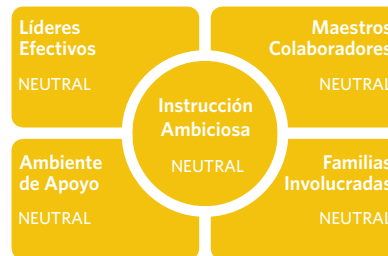 Líderes
Efectivos
NEUTRAL
Maestros
Colaboradores
NEUTRAL
Instrucción
Ambiciosa
NEUTRAL
Ambiente
de Apoyo
NEUTRAL
Familias
Involucradas
NEUTRAL